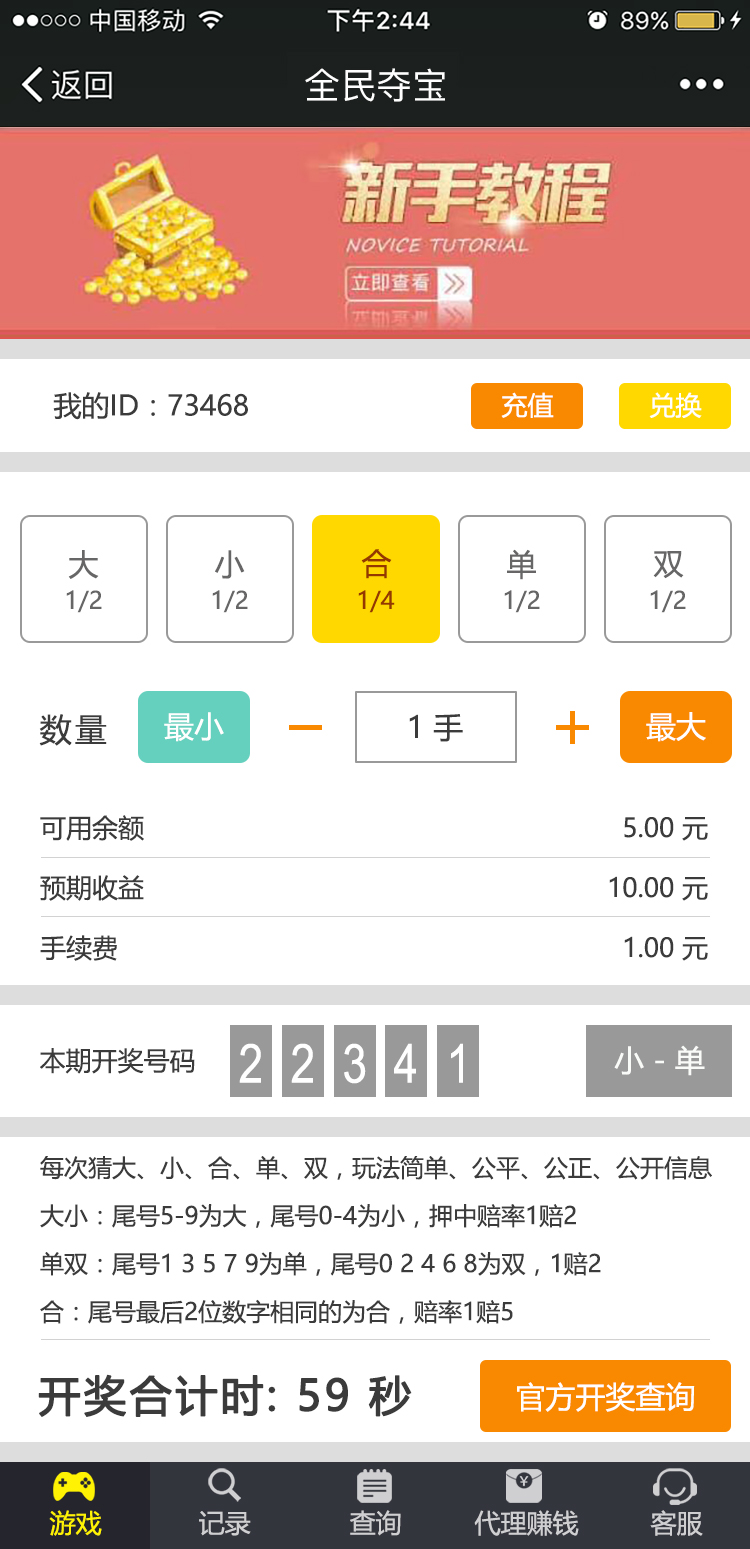 中国移动 下午2:44 89%
返回 全民夺宝
新手教程
NOVICE TUTORIAL
立即查看
我的ID：73468 充值 兑换
大 小 合 单 双
1/2 1/2 1/4 1/2 1/2
数量 最小 — 1 手 + 最大
可用余额 5.00 元
预期收益 10.00 元
手续费 1.00 元
本期开奖号码 2 2 3 4 1 小 - 单
每次猜大、小、合、单、双，玩法简单、公平、公正、公开信息
大小：尾号5-9为大，尾号0-4为小，押中赔率1赔2
单双：尾号1 3 5 7 9为单，尾号0 2 4 6 8为双，1赔2
合：尾号最后2位数字相同的为合，赔率1赔5
开奖合计时: 59 秒 官方开奖查询
游戏 记录 查询 代理赚钱 客服